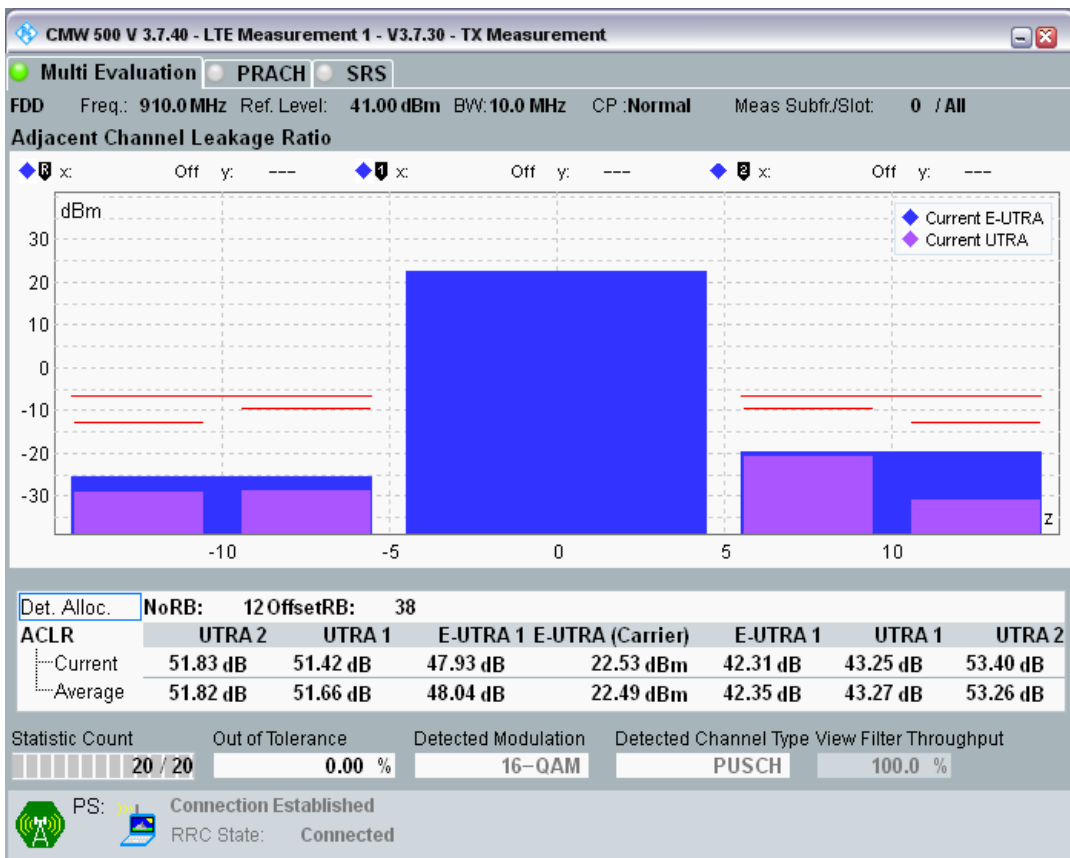 CMW 500 V 3.7.40 - LTE Measurement 1 - V3.7.30 - TX Measurement
Multi Evaluation PRACH SRS
FDD Freq.: 910.0 MHz Ref. Level: 41.00 dBm BW: 10.0 MHz CP :Normal Meas Subfr./Slot: 0 / All
Adjacent Channel Leakage Ratio
R x: Off y: --- 1 x: Off y: --- 2 x: Off y: ---
dBm
Current E-UTRA
Current UTRA
30
20
10
0
-10
-20
-30
z
-10 -5 0 5 10
Det. Alloc. NoRB: 12 OffsetRB: 38
ACLR UTRA 2 UTRA 1 E-UTRA 1 E-UTRA (Carrier) E-UTRA 1 UTRA 1 UTRA 2
Current 51.83 dB 51.42 dB 47.93 dB 22.53 dBm 42.31 dB 43.25 dB 53.40 dB
Average 51.82 dB 51.66 dB 48.04 dB 22.49 dBm 42.35 dB 43.27 dB 53.26 dB
Statistic Count Out of Tolerance Detected Modulation Detected Channel Type View Filter Throughput
20 / 20 0.00 % 16-QAM PUSCH 100.0 %
PS: Connection Established
RRC State: Connected